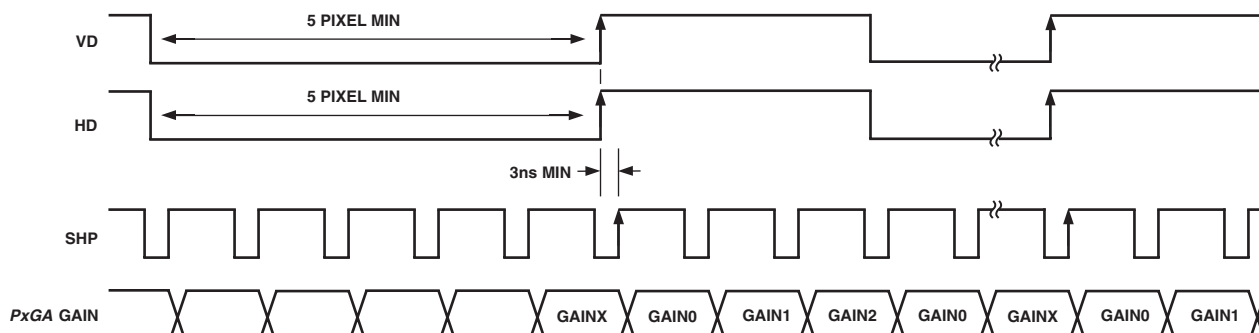 5 PIXEL MIN
VD
5 PIXEL MIN
HD
3ns MIN
SHP
PxGA GAIN GAINX GAIN0 GAIN1 GAIN2 GAIN0 GAINX GAIN0 GAIN1